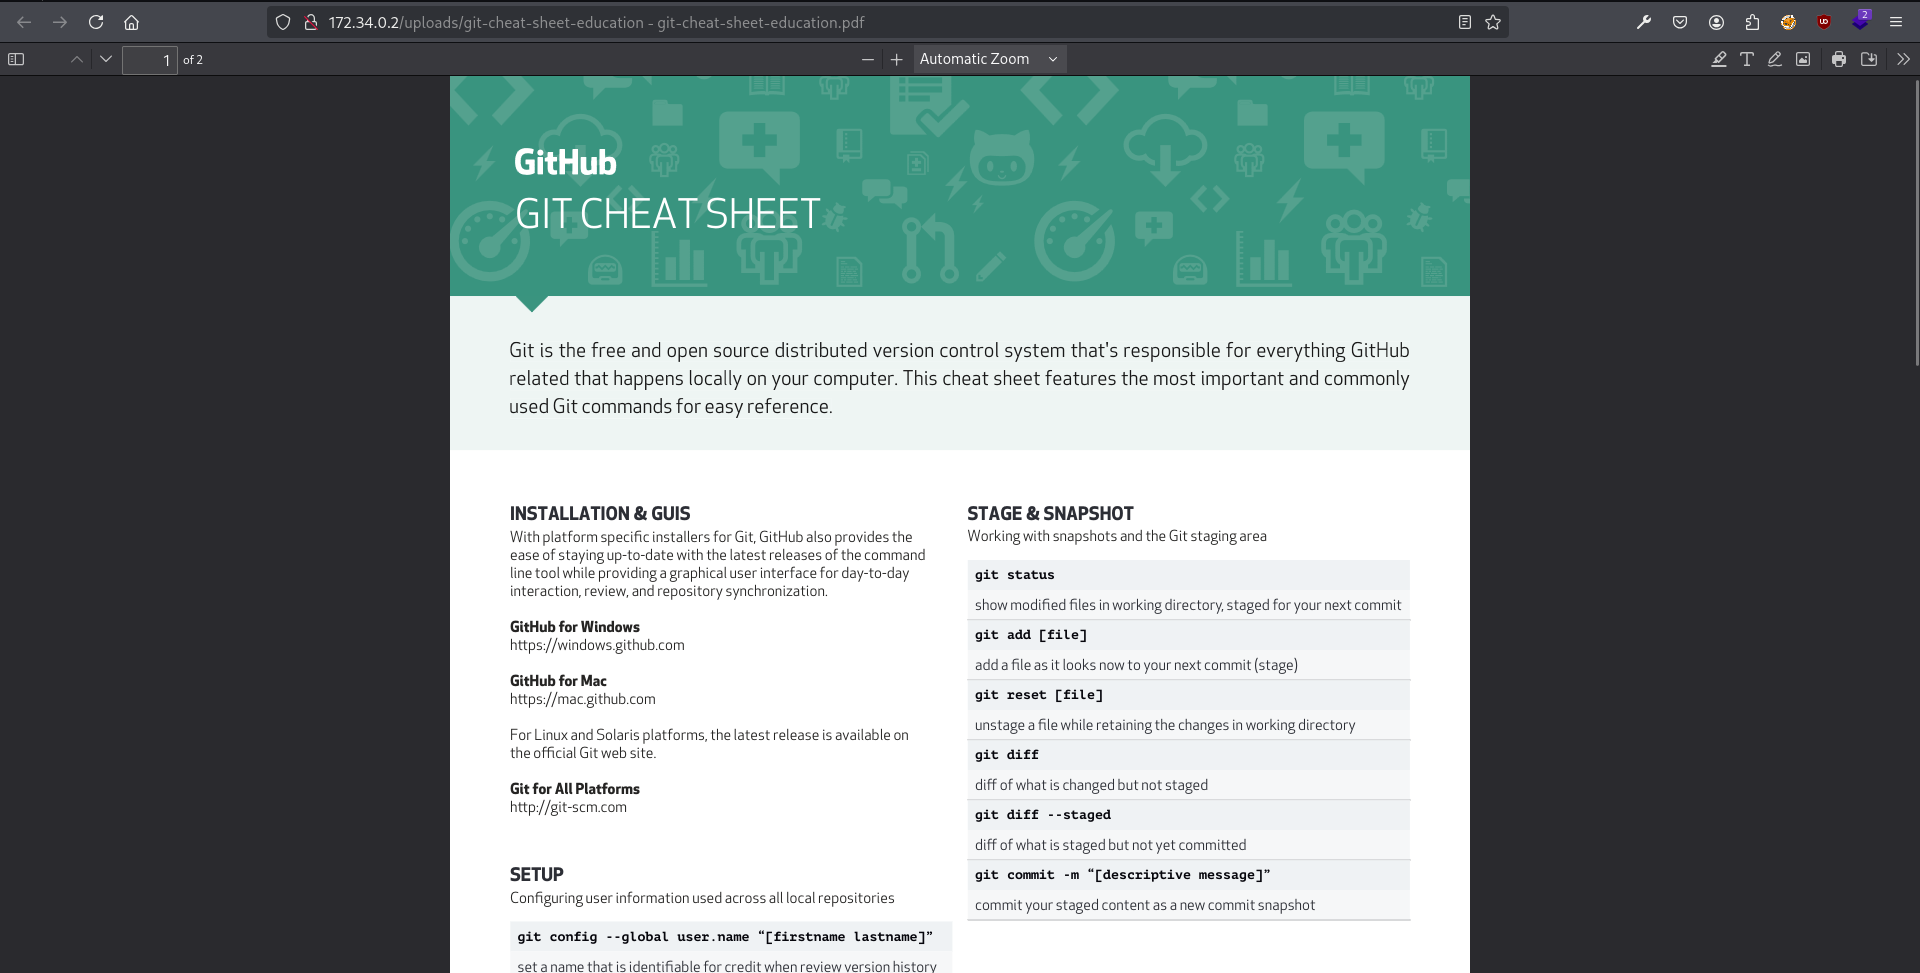 172.34.0.2/uploads/git-cheat-sheet-education - git-cheat-sheet-education.pdf
2
1 of 2
Automatic Zoom
GitHub
GIT CHEAT SHEET
Git is the free and open source distributed version control system that's responsible for everything GitHub
related that happens locally on your computer. This cheat sheet features the most important and commonly
used Git commands for easy reference.
INSTALLATION & GUIS
With platform specific installers for Git, GitHub also provides the
ease of staying up-to-date with the latest releases of the command
line tool while providing a graphical user interface for day-to-day
interaction, review, and repository synchronization.
GitHub for Windows
https://windows.github.com
GitHub for Mac
https://mac.github.com
For Linux and Solaris platforms, the latest release is available on
the official Git web site.
Git for All Platforms
http://git-scm.com
SETUP
Configuring user information used across all local repositories
git config --global user.name “[firstname lastname]”
set a name that is identifiable for credit when review version history
STAGE & SNAPSHOT
Working with snapshots and the Git staging area
git status
show modified files in working directory, staged for your next commit
git add [file]
add a file as it looks now to your next commit (stage)
git reset [file]
unstage a file while retaining the changes in working directory
git diff
diff of what is changed but not staged
git diff --staged
diff of what is staged but not yet committed
git commit -m “[descriptive message]”
commit your staged content as a new commit snapshot